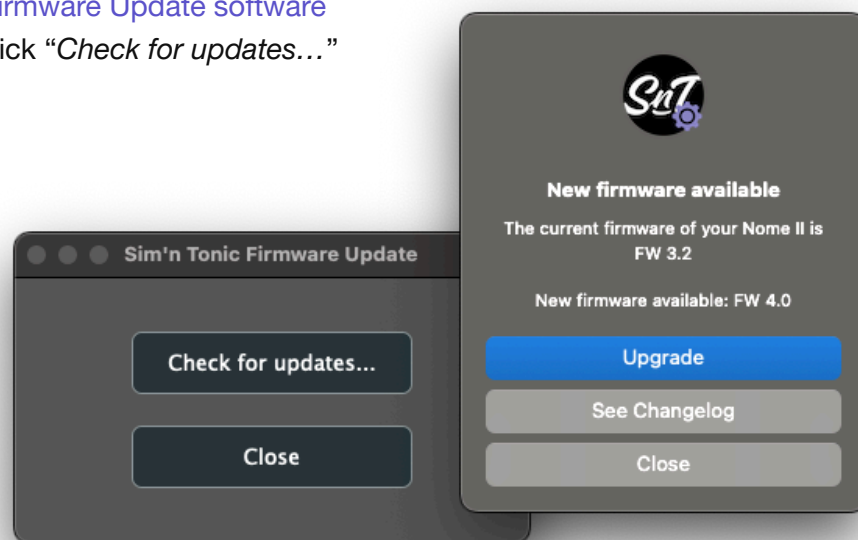 irmware Update software
ick “Check for updates…”
SnT
New firmware available
The current firmware of your Nome II is
FW 3.2
New firmware available: FW 4.0
Upgrade
See Changelog
Close
Sim'n Tonic Firmware Update
Check for updates...
Close